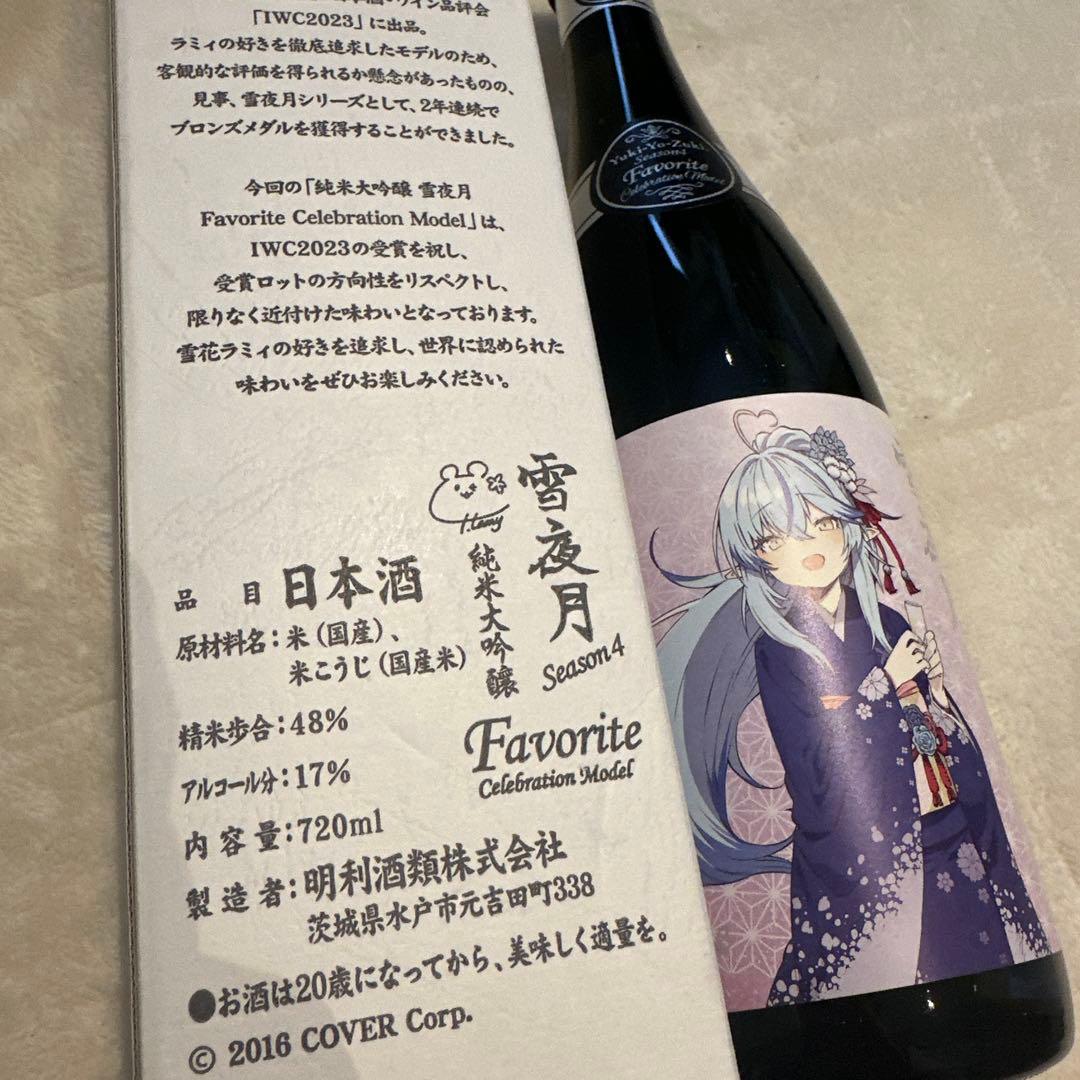 ワイン品評会
「IWC2023」に出品。
ラミィの好きを徹底追求したモデルのため、
客観的な評価を得られるか懸念があったものの、
見事、雪夜月シリーズとして、2年連続で
ブロンズメダルを獲得することができました。
今回の「純米大吟醸 雪夜月
Favorite Celebration Model」は、
IWC2023の受賞を祝し、
受賞ロットの方向性をリスペクトし、
限りなく近付けた味わいとなっております。
雪花ラミィの好きを追求し、世界に認められた
味わいをぜひお楽しみください。
雪夜月
純米大吟醸
Season4
Favorite
Celebration Model
品目 日本酒
原材料名：米（国産）、
米こうじ（国産米）
精米歩合：48%
アルコール分：17%
内容量：720ml
製造者：明利酒類株式会社
茨城県水戸市元吉田町338
●お酒は20歳になってから、美味しく適量を。
© 2016 COVER Corp.
Yuki-Yo-Zuki
Season4
Favorite
Celebration Model